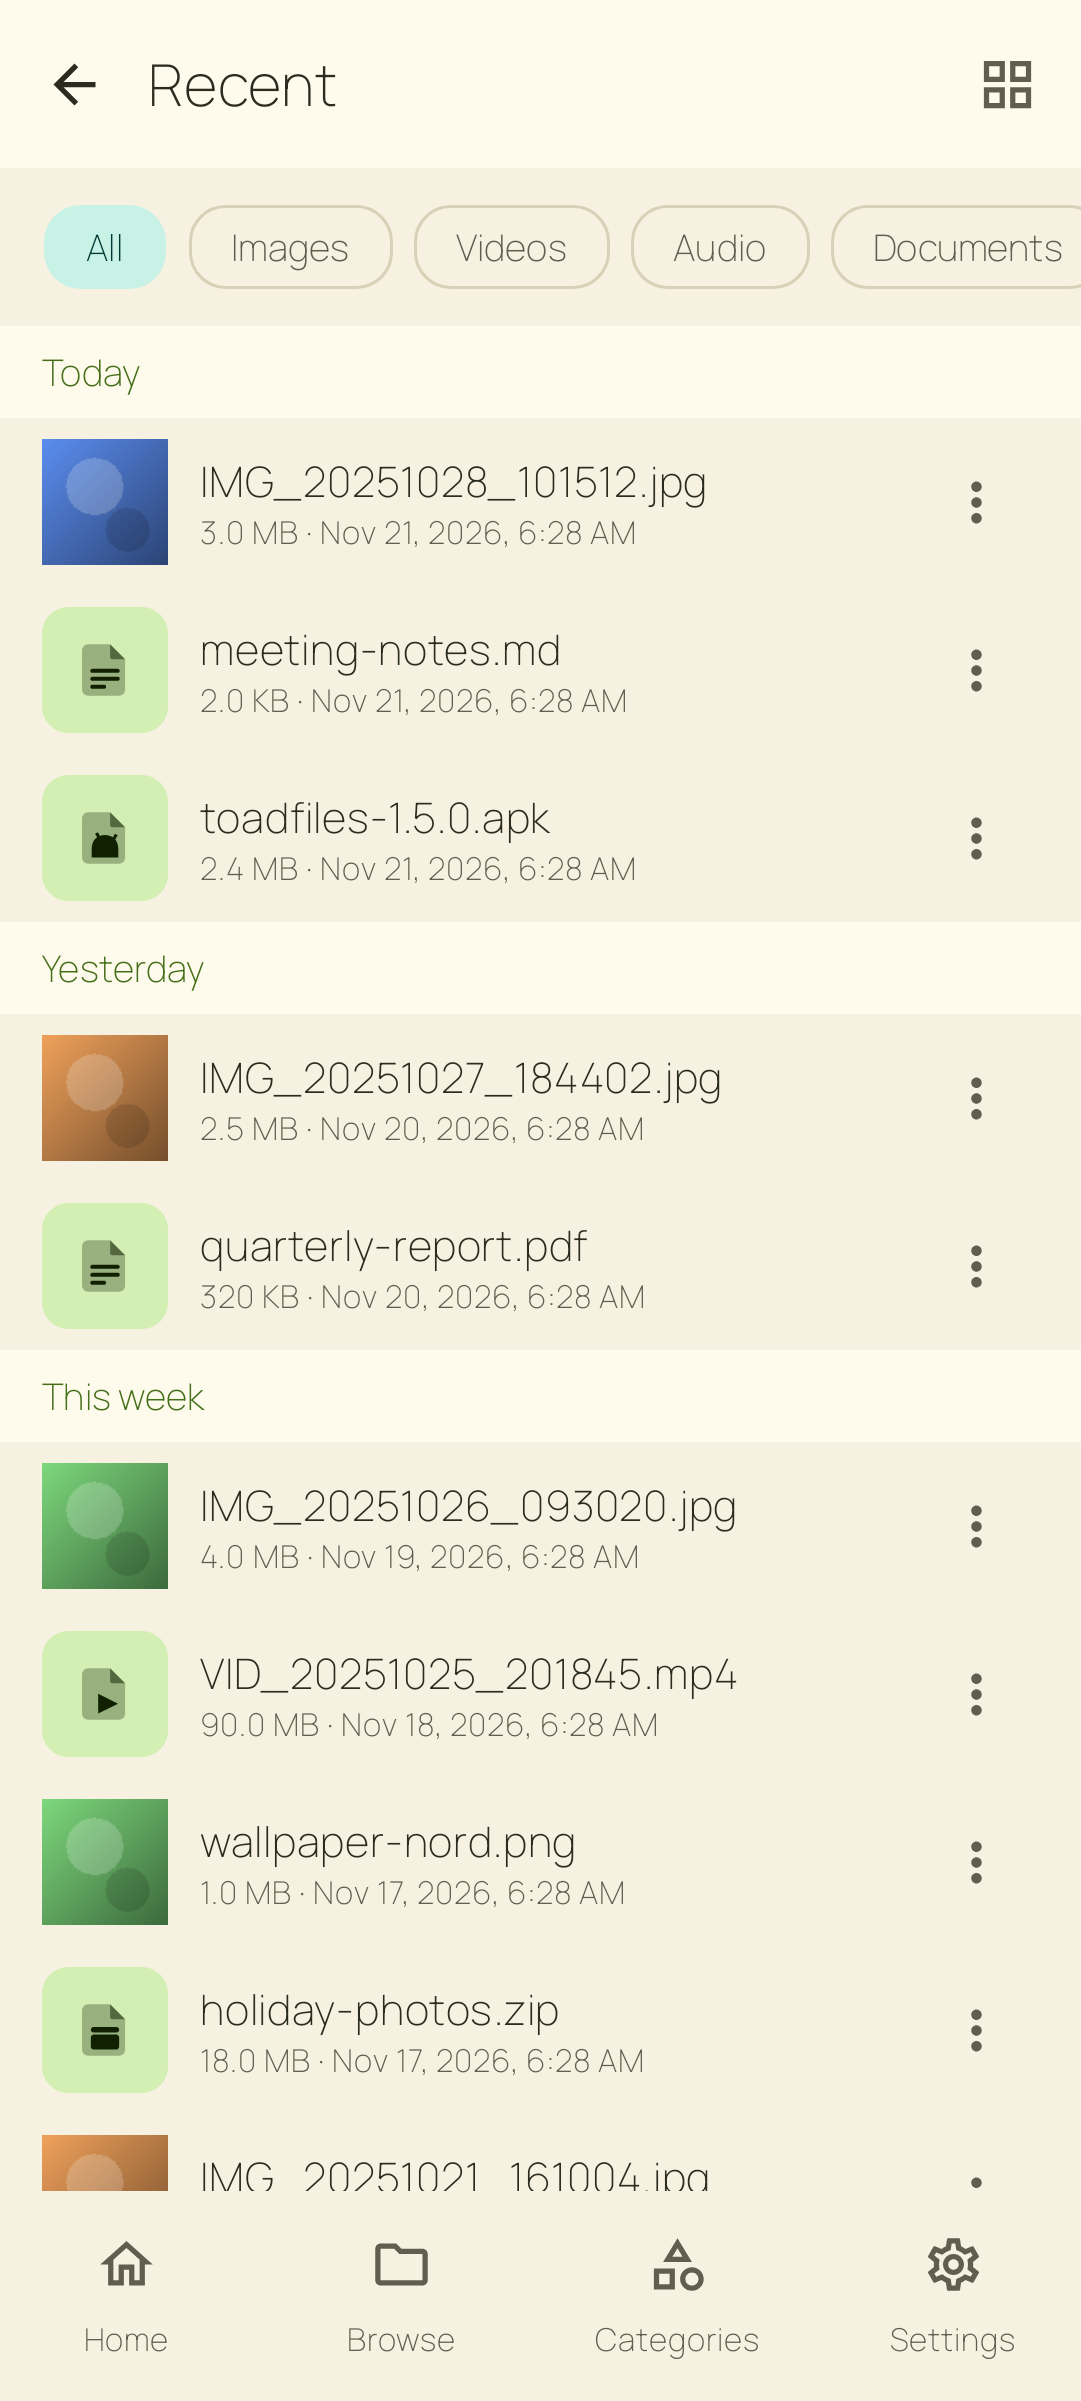 Recent
All
Images
Videos
Audio
Documents
Today
IMG_20251028_101512.jpg
3.0 MB · Nov 21, 2026, 6:28 AM
meeting-notes.md
2.0 KB · Nov 21, 2026, 6:28 AM
toadfiles-1.5.0.apk
2.4 MB · Nov 21, 2026, 6:28 AM
Yesterday
IMG_20251027_184402.jpg
2.5 MB · Nov 20, 2026, 6:28 AM
quarterly-report.pdf
320 KB · Nov 20, 2026, 6:28 AM
This week
IMG_20251026_093020.jpg
4.0 MB · Nov 19, 2026, 6:28 AM
VID_20251025_201845.mp4
90.0 MB · Nov 18, 2026, 6:28 AM
wallpaper-nord.png
1.0 MB · Nov 17, 2026, 6:28 AM
holiday-photos.zip
18.0 MB · Nov 17, 2026, 6:28 AM
IMG_20251021_161004.jpg
Home
Browse
Categories
Settings